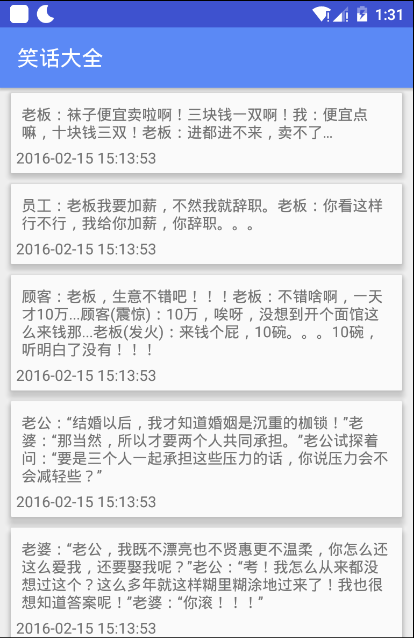 1:31
笑话大全
老板：袜子便宜卖啦啊！三块钱一双啊！我：便宜点
嘛，十块钱三双！老板：进都进不来，卖不了…
2016-02-15 15:13:53
员工：老板我要加薪，不然我就辞职。老板：你看这样
行不行，我给你加薪，你辞职。。。
2016-02-15 15:13:53
顾客：老板，生意不错吧！！！老板：不错啥啊，一天
才10万...顾客(震惊)：10万，唉呀，没想到开个面馆这
么来钱那...老板(发火)：来钱个屁，10碗。。。10碗，
听明白了没有！！！
2016-02-15 15:13:53
老公：“结婚以后，我才知道婚姻是沉重的枷锁！”老
婆：“那当然，所以才要两个人共同承担。”老公试探着
问：“要是三个人一起承担这些压力的话，你说压力会不
会减轻些？”
2016-02-15 15:13:53
老婆：“老公，我既不漂亮也不贤惠更不温柔，你怎么还
这么爱我，还要娶我呢？”老公：“考！我怎么从来都没
想过这个？这么多年就这样糊里糊涂地过来了！我也很
想知道答案呢！”老婆：“你滚！！！”
2016-02-15 15:13:53